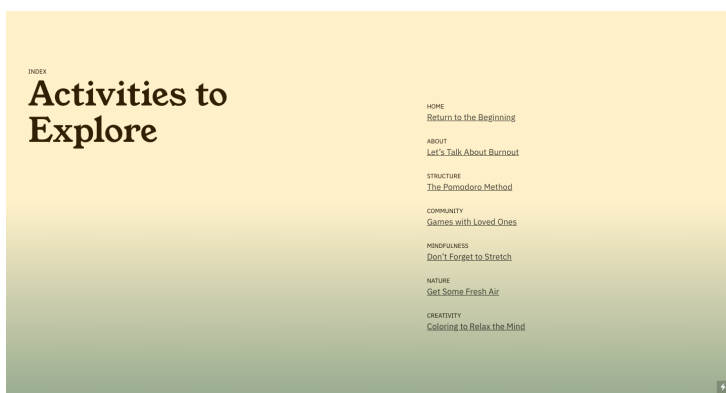 INDEX
Activities to
Explore
HOME
Return to the Beginning
ABOUT
Let's Talk About Burnout
STRUCTURE
The Pomodoro Method
COMMUNITY
Games with Loved Ones
MINDFULNESS
Don't Forget to Stretch
NATURE
Get Some Fresh Air
CREATIVITY
Coloring to Relax the Mind